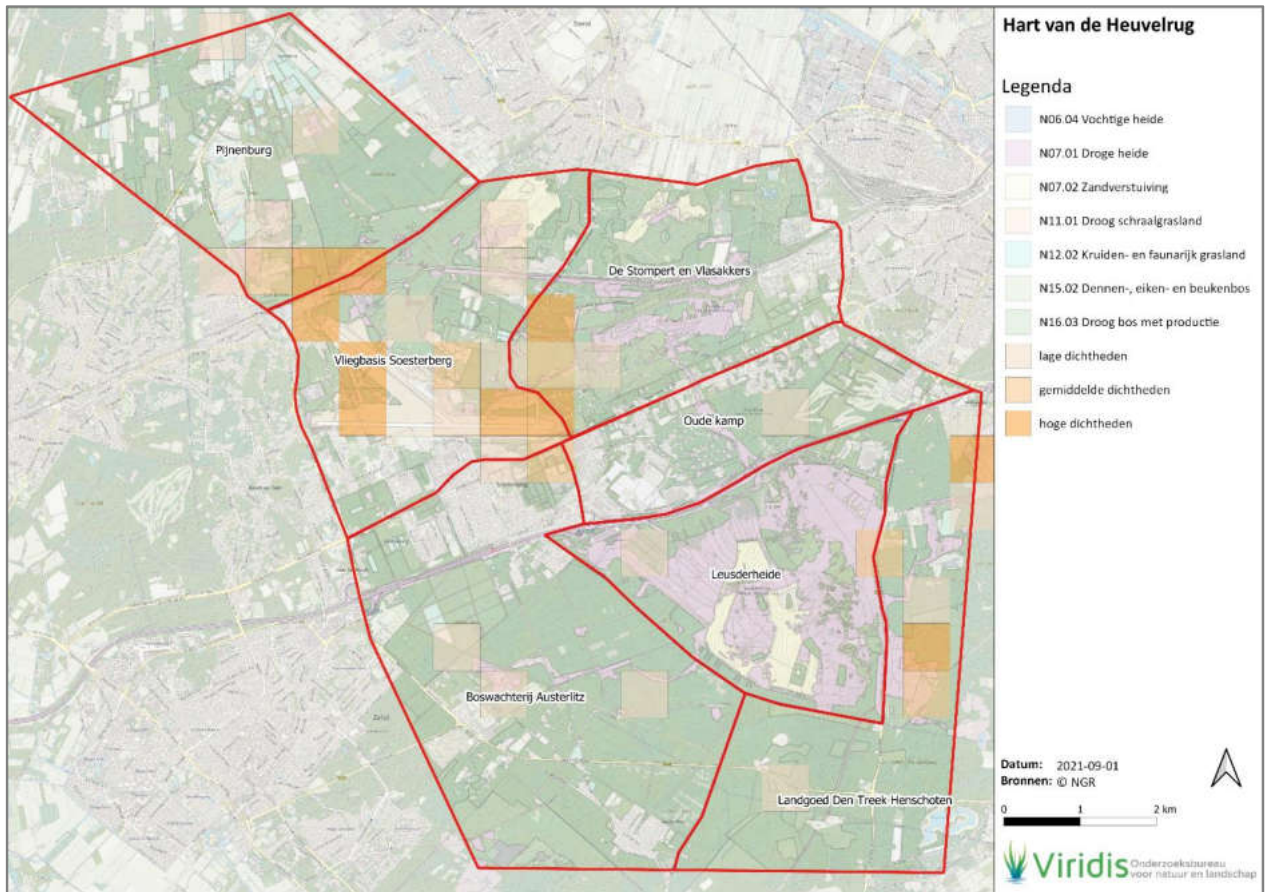 Hart van de Heuvelrug
Legenda
N06.04 Vochtige heide
N07.01 Droge heide
N07.02 Zandverstuiving
N11.01 Droog schraalgrasland
N12.02 Kruiden- en faunarijk grasland
N15.02 Dennen-, eiken- en beukenbos
N16.03 Droog bos met productie
lage dichtheden
gemiddelde dichtheden
hoge dichtheden
Pijnenburg
De Stompert en Vlasakkers
Vliegbasis Soesterberg
Oude kamp
Leusderheide
Boswachterij Austerlitz
Landgoed Den Treek Henschoten
Datum: 2021-09-01
Bronnen: © NGR
0 1 2 km
Viridis Onderzoeksbureau
voor natuur en landschap